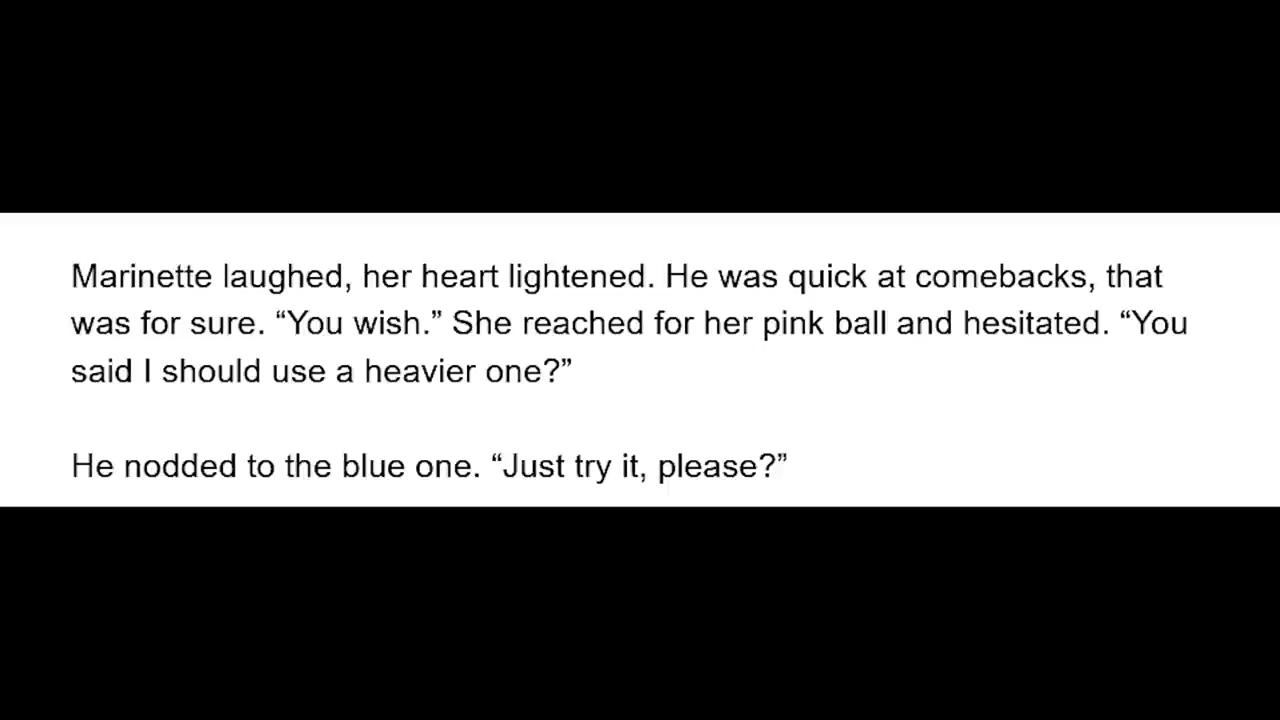 Marinette laughed, her heart lightened. He was quick at comebacks, that
was for sure. “You wish.” She reached for her pink ball and hesitated. “You
said I should use a heavier one?”
He nodded to the blue one. “Just try it, please?”